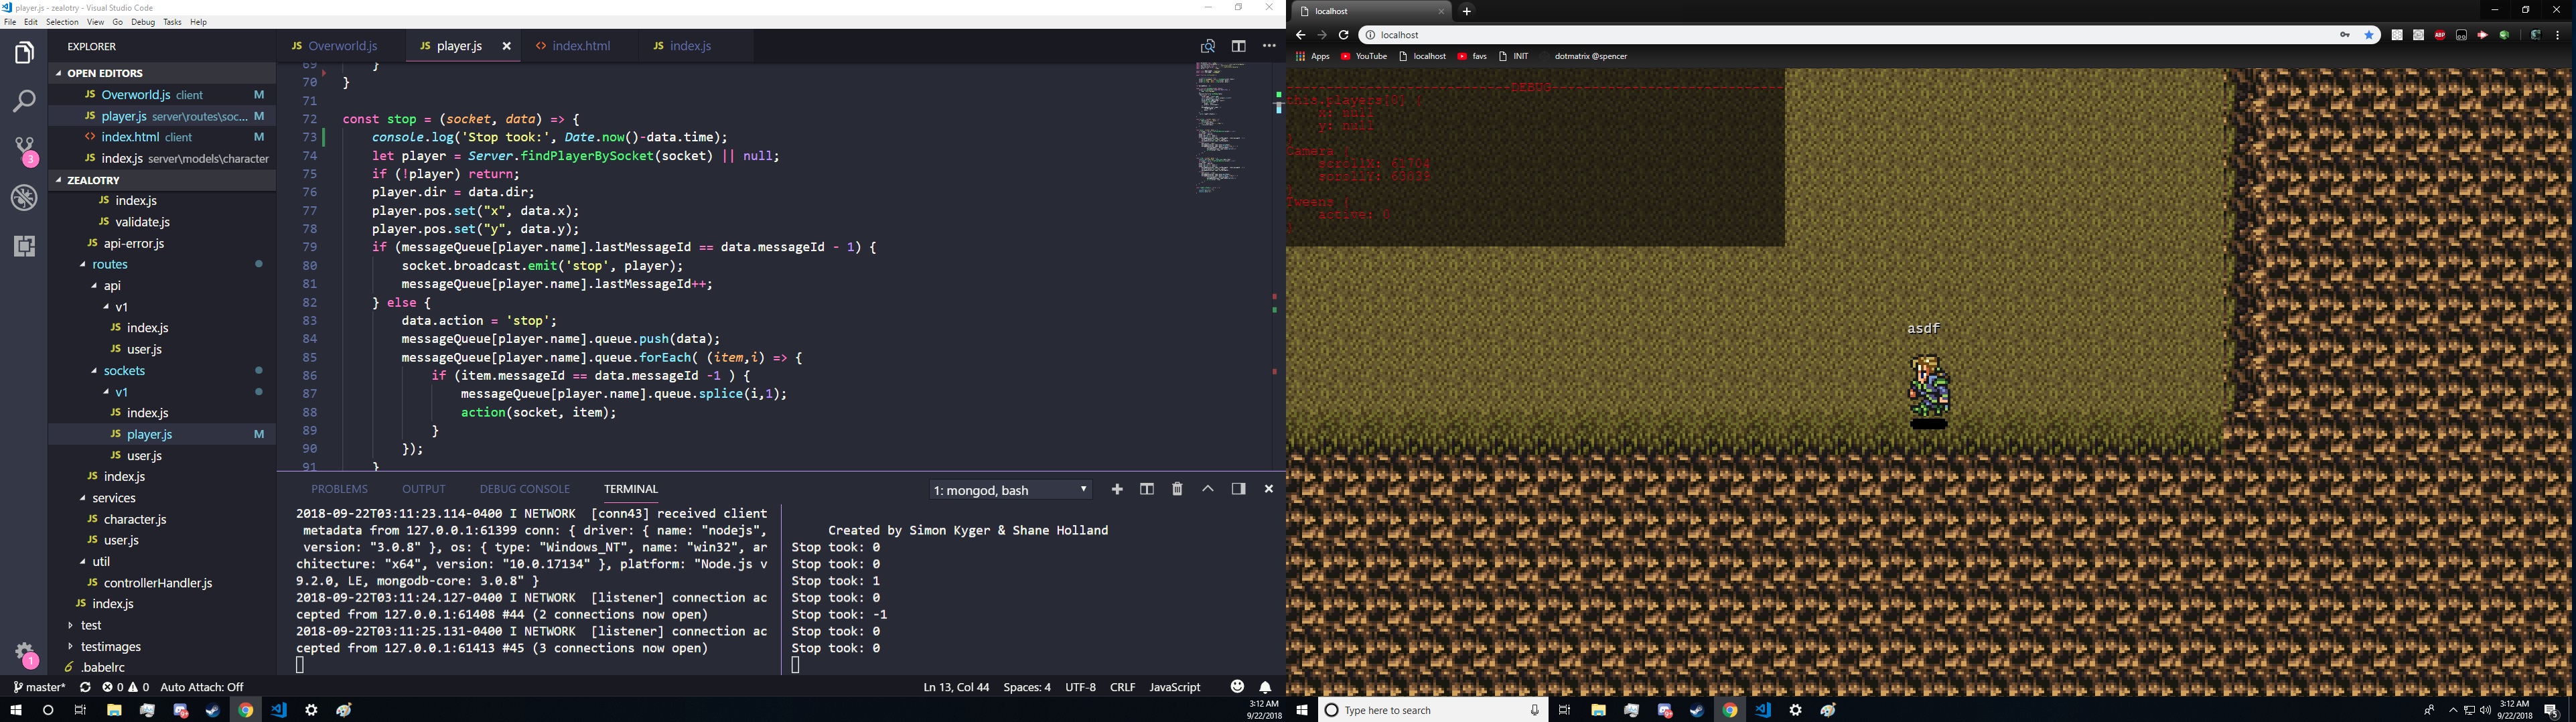 player.js - zealotry - Visual Studio Code
File Edit Selection View Go Debug Tasks Help
EXPLORER
OPEN EDITORS
JS Overworld.js client M
JS player.js server\routes\soc... M
<> index.html client M
JS index.js server\models\character
ZEALOTRY
JS index.js
JS validate.js
JS api-error.js
routes
api
v1
JS index.js
JS user.js
sockets
v1
JS index.js
JS player.js M
JS user.js
JS index.js
services
JS character.js
JS user.js
util
JS controllerHandler.js
JS index.js
test
testimages
.babelrc
3
1
JS Overworld.js JS player.js <> index.html JS index.js
69 }
70 }
71
72 const stop = (socket, data) => {
73 console.log('Stop took:', Date.now()-data.time);
74 let player = Server.findPlayerBySocket(socket) || null;
75 if (!player) return;
76 player.dir = data.dir;
77 player.pos.set("x", data.x);
78 player.pos.set("y", data.y);
79 if (messageQueue[player.name].lastMessageId == data.messageId - 1) {
80 socket.broadcast.emit('stop', player);
81 messageQueue[player.name].lastMessageId++;
82 } else {
83 data.action = 'stop';
84 messageQueue[player.name].queue.push(data);
85 messageQueue[player.name].queue.forEach( (item,i) => {
86 if (item.messageId == data.messageId -1 ) {
87 messageQueue[player.name].queue.splice(i,1);
88 action(socket, item);
89 }
90 });
91 }
PROBLEMS OUTPUT DEBUG CONSOLE TERMINAL 1: mongod, bash
2018-09-22T03:11:23.114-0400 I NETWORK [conn43] received client
metadata from 127.0.0.1:61399 conn: { driver: { name: "nodejs",
version: "3.0.8" }, os: { type: "Windows_NT", name: "win32", ar
chitecture: "x64", version: "10.0.17134" }, platform: "Node.js v
9.2.0, LE, mongodb-core: 3.0.8" }
2018-09-22T03:11:24.127-0400 I NETWORK [listener] connection ac
cepted from 127.0.0.1:61408 #44 (2 connections now open)
2018-09-22T03:11:25.131-0400 I NETWORK [listener] connection ac
cepted from 127.0.0.1:61413 #45 (3 connections now open)
Created by Simon Kyger & Shane Holland
Stop took: 0
Stop took: 0
Stop took: 1
Stop took: 0
Stop took: -1
Stop took: 0
Stop took: 0
master* 0 0 Auto Attach: Off Ln 13, Col 44 Spaces: 4 UTF-8 CRLF JavaScript
3:12 AM
9/22/2018
localhost
localhost
Apps YouTube localhost favs INIT dotmatrix @spencer
ABP
DEBUG
this.players[0] {
x: null
y: null
}
Camera {
}
Tweens {
active: 0
}
asdf
Type here to search
3:12 AM
9/22/2018